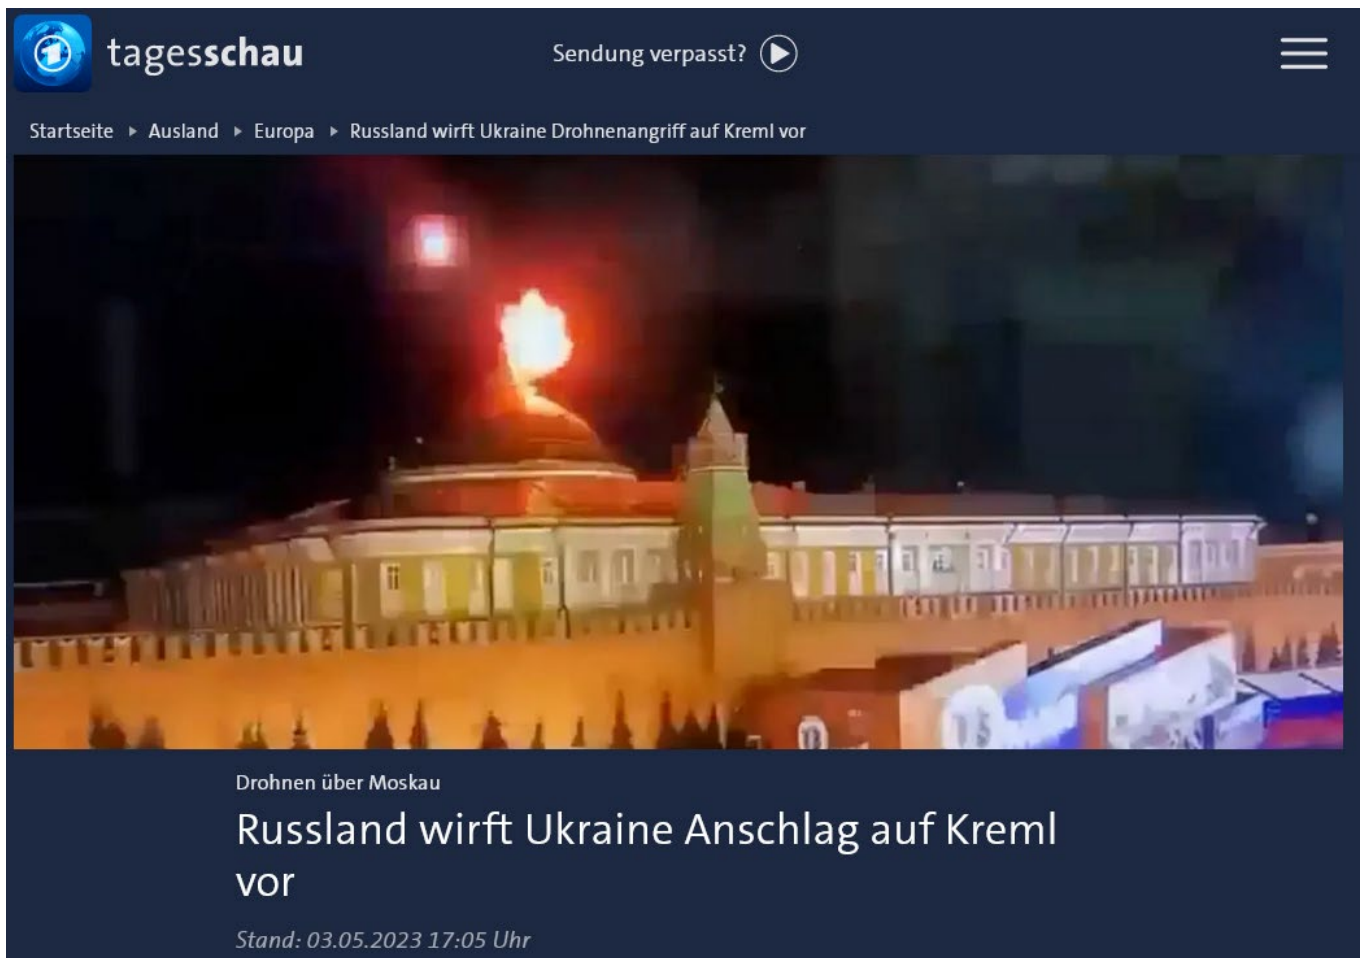 tagesschau
Sendung verpasst?
Startseite ▸ Ausland ▸ Europa ▸ Russland wirft Ukraine Drohnenangriff auf Kreml vor
Drohnen über Moskau
Russland wirft Ukraine Anschlag auf Kreml
vor
Stand: 03.05.2023 17:05 Uhr